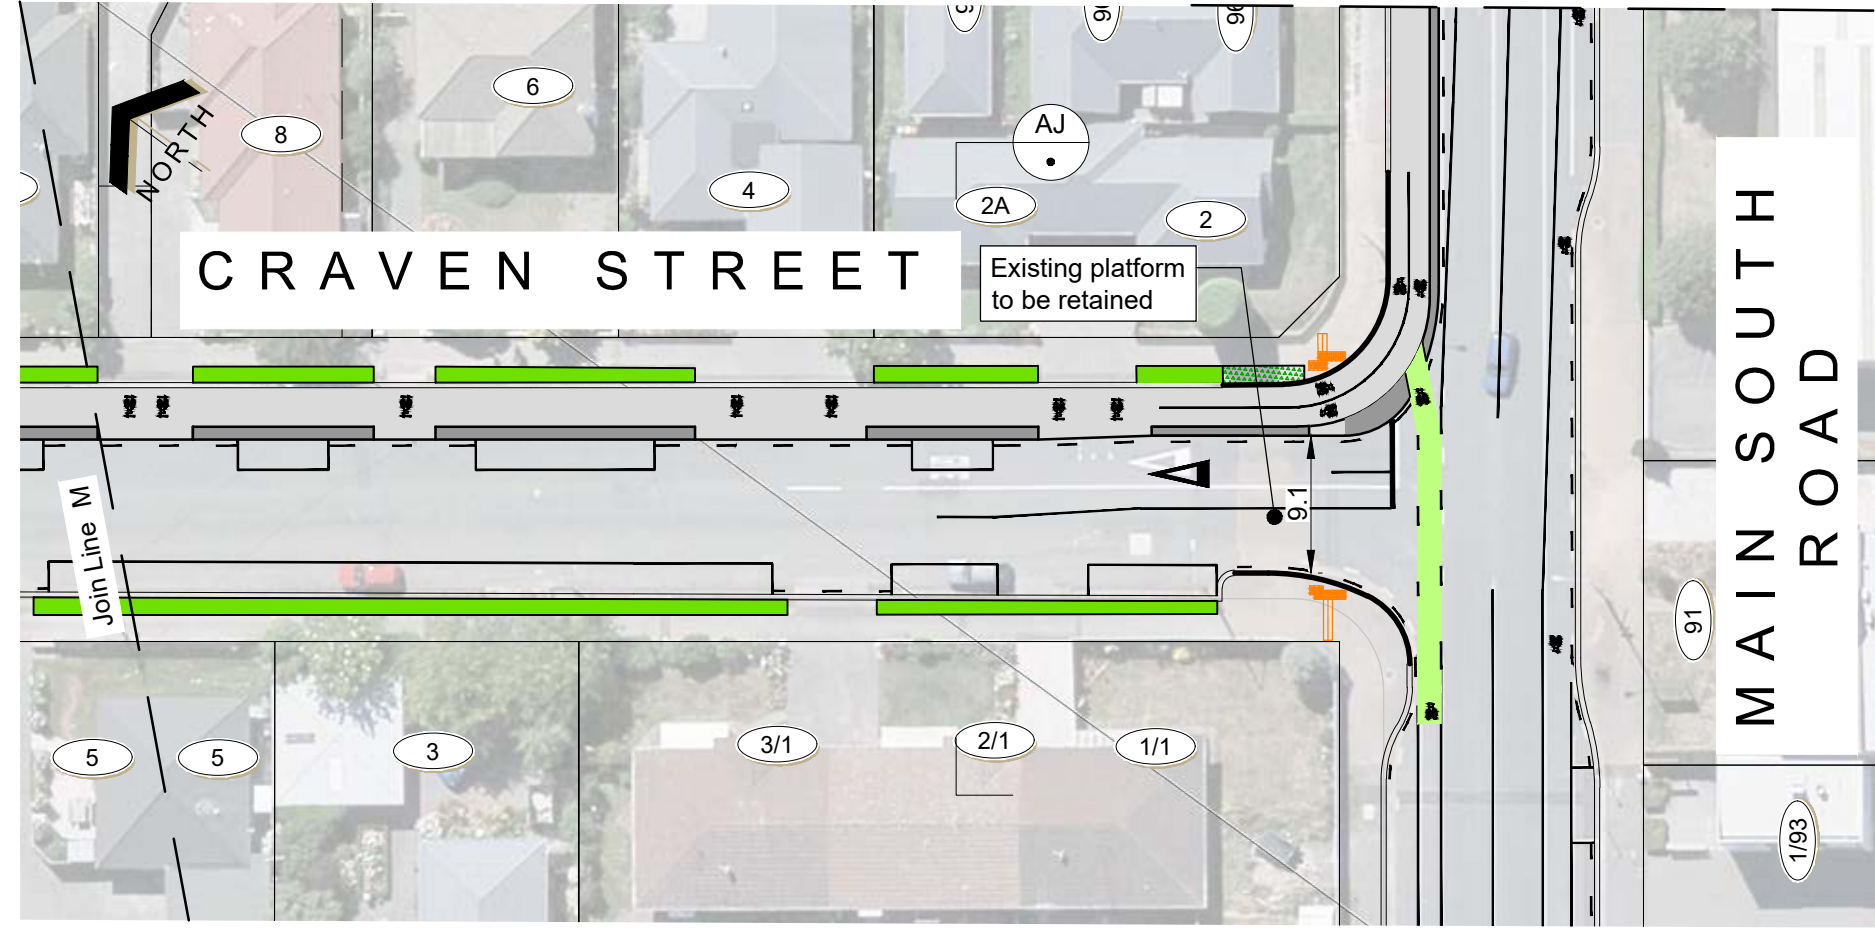 6
8
NORTH
AJ
4
2A
2
CRAVEN STREET
Existing platform
to be retained
MAIN SOUTH
ROAD
Join Line M
9.1
91
5
5
3
3/1
2/1
1/1
1/93